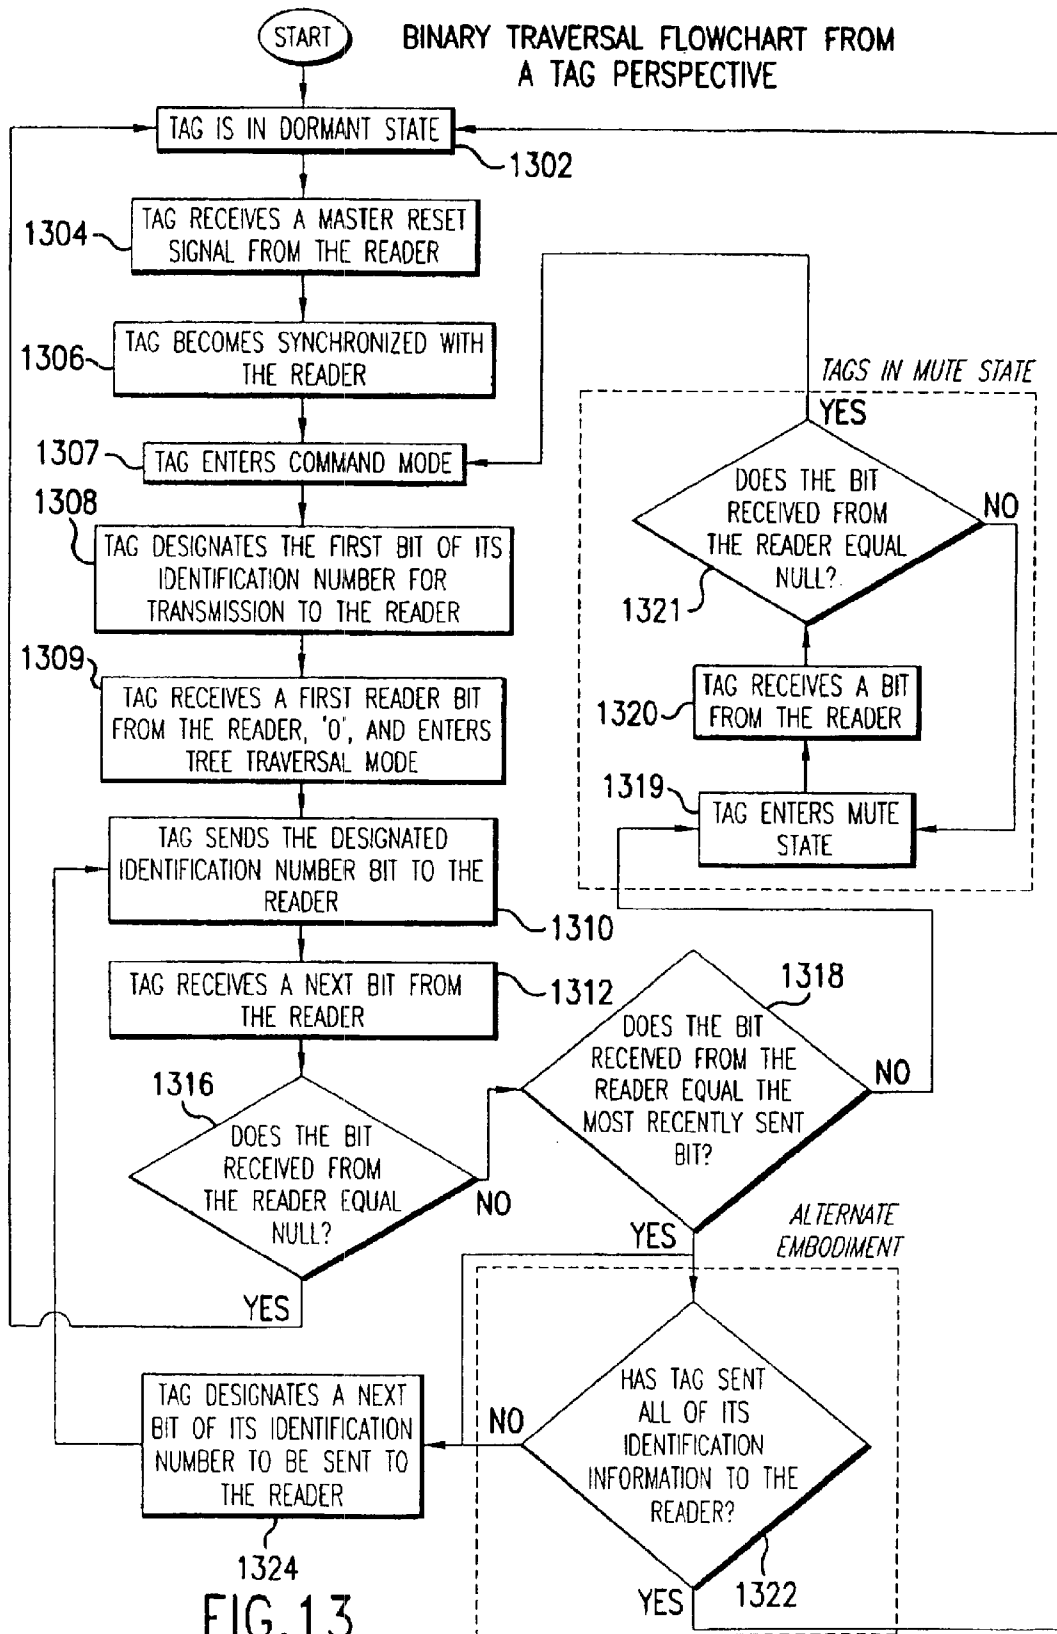 START
BINARY TRAVERSAL FLOWCHART FROM
A TAG PERSPECTIVE
TAG IS IN DORMANT STATE
1302
1304
TAG RECEIVES A MASTER RESET
SIGNAL FROM THE READER
1306
TAG BECOMES SYNCHRONIZED WITH
THE READER
1307
TAG ENTERS COMMAND MODE
1308
TAG DESIGNATES THE FIRST BIT OF ITS
IDENTIFICATION NUMBER FOR
TRANSMISSION TO THE READER
1309
TAG RECEIVES A FIRST READER BIT
FROM THE READER, '0', AND ENTERS
TREE TRAVERSAL MODE
TAG SENDS THE DESIGNATED
IDENTIFICATION NUMBER BIT TO THE
READER
1310
TAG RECEIVES A NEXT BIT FROM
THE READER
1312
1316
DOES THE BIT
RECEIVED FROM
THE READER EQUAL
NULL?
NO
YES
TAGS IN MUTE STATE
YES
DOES THE BIT
RECEIVED FROM
THE READER EQUAL
NULL?
NO
1321
1320
TAG RECEIVES A BIT
FROM THE READER
1319
TAG ENTERS MUTE
STATE
1318
DOES THE BIT
RECEIVED FROM THE
READER EQUAL THE
MOST RECENTLY SENT
BIT?
NO
YES
ALTERNATE
EMBODIMENT
HAS TAG SENT
ALL OF ITS
IDENTIFICATION
INFORMATION TO THE
READER?
NO
1322
YES
TAG DESIGNATES A NEXT
BIT OF ITS IDENTIFICATION
NUMBER TO BE SENT TO
THE READER
1324
FIG.13